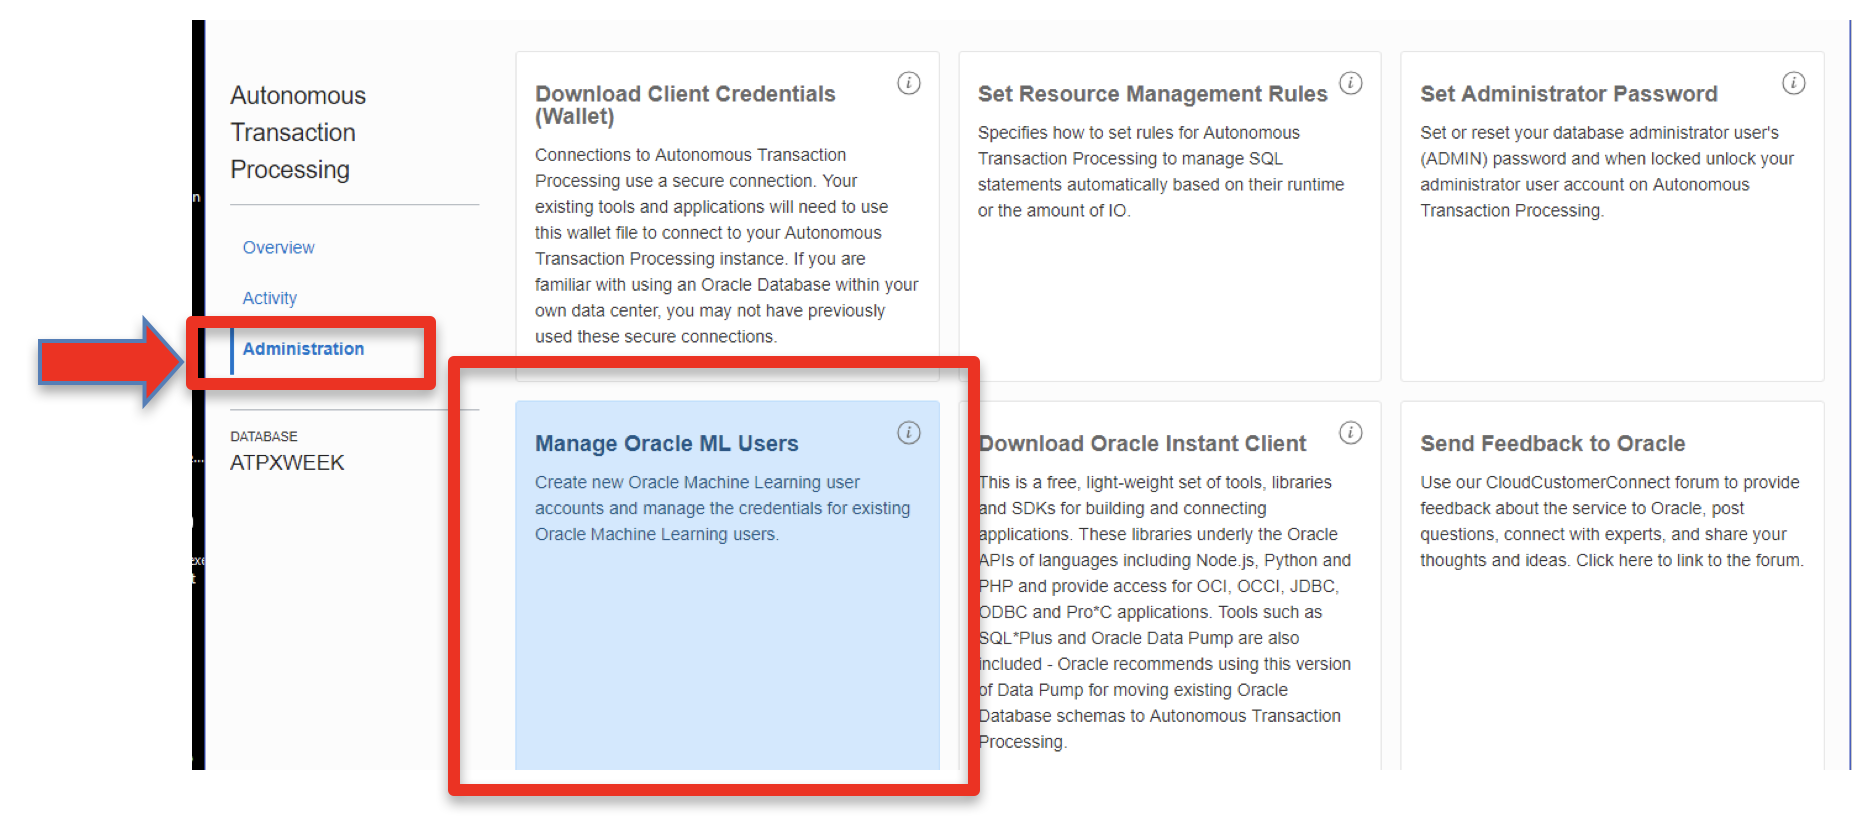 Autonomous
Transaction
Processing
Overview
Activity
Administration
DATABASE
ATPXWEEK
Download Client Credentials
(Wallet)
Connections to Autonomous Transaction
Processing use a secure connection. Your
existing tools and applications will need to use
this wallet file to connect to your Autonomous
Transaction Processing instance. If you are
familiar with using an Oracle Database within your
own data center, you may not have previously
used these secure connections.
Set Resource Management Rules
Specifies how to set rules for Autonomous
Transaction Processing to manage SQL
statements automatically based on their runtime
or the amount of IO.
Set Administrator Password
Set or reset your database administrator user's
(ADMIN) password and when locked unlock your
administrator user account on Autonomous
Transaction Processing.
Manage Oracle ML Users
Create new Oracle Machine Learning user
accounts and manage the credentials for existing
Oracle Machine Learning users.
Download Oracle Instant Client
This is a free, light-weight set of tools, libraries
and SDKs for building and connecting
applications. These libraries underly the Oracle
APIs of languages including Node.js, Python and
PHP and provide access for OCI, OCCI, JDBC,
ODBC and Pro*C applications. Tools such as
SQL*Plus and Oracle Data Pump are also
included - Oracle recommends using this version
of Data Pump for moving existing Oracle
Database schemas to Autonomous Transaction
Processing.
Send Feedback to Oracle
Use our CloudCustomerConnect forum to provide
feedback about the service to Oracle, post
questions, connect with experts, and share your
thoughts and ideas. Click here to link to the forum.